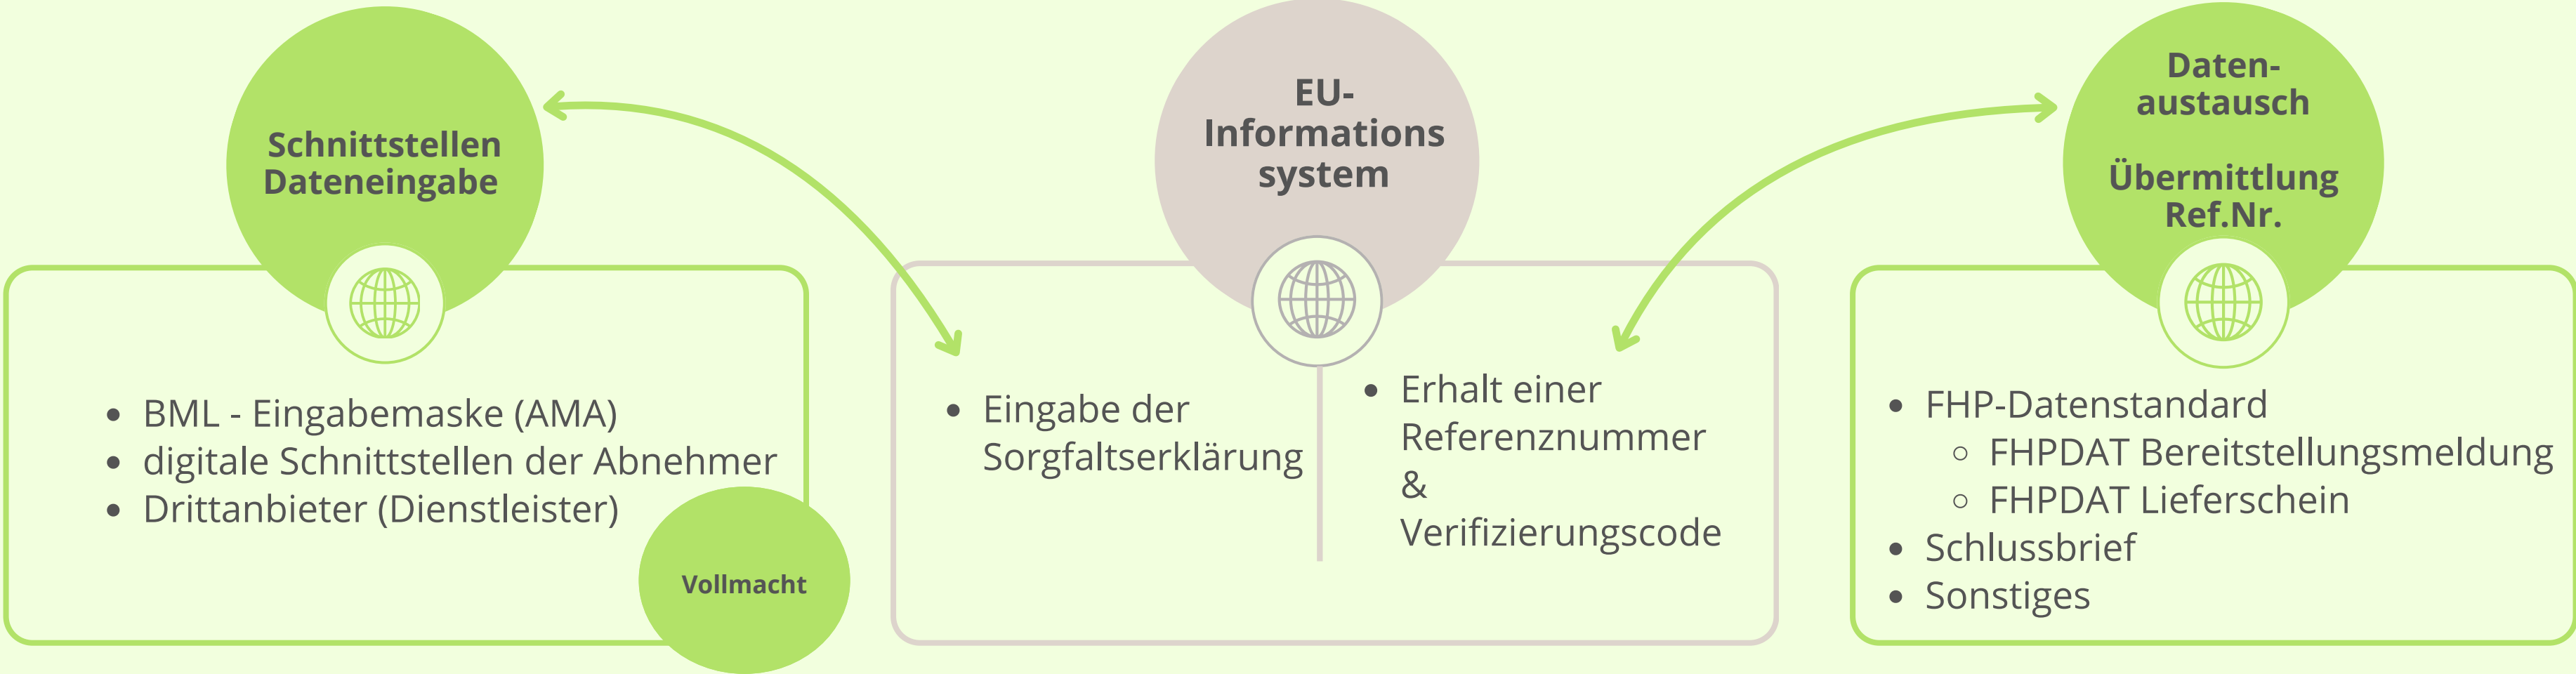 Schnittstellen
Dateneingabe
• BML - Eingabemaske (AMA)
• digitale Schnittstellen der Abnehmer
• Drittanbieter (Dienstleister)
Vollmacht
EU-
Informations
system
• Eingabe der
Sorgfaltserklärung
• Erhalt einer
Referenznummer
&
Verifizierungscode
Daten-
austausch
Übermittlung
Ref.Nr.
• FHP-Datenstandard
◦ FHPDAT Bereitstellungsmeldung
◦ FHPDAT Lieferschein
• Schlussbrief
• Sonstiges